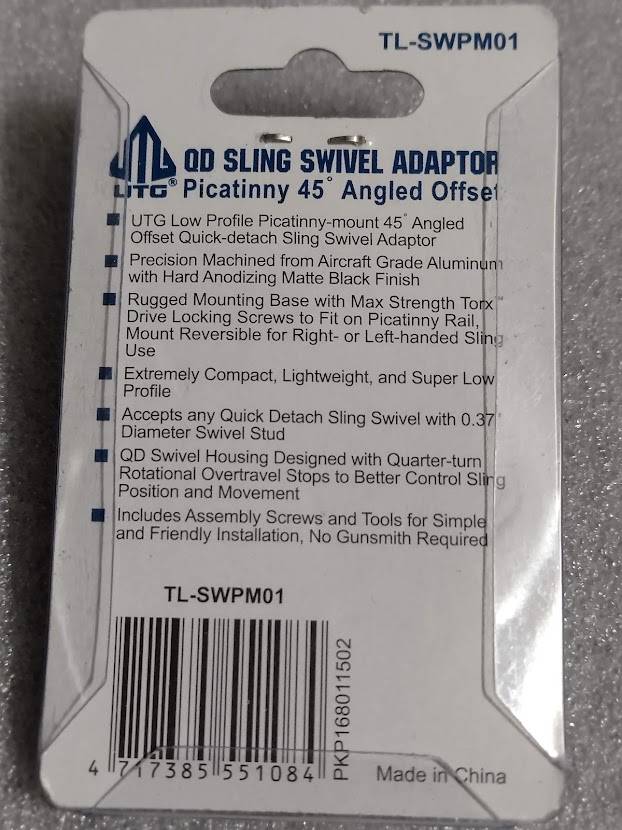 TL-SWPM01
UTG® QD SLING SWIVEL ADAPTOR
Picatinny 45° Angled Offset
UTG Low Profile Picatinny-mount 45° Angled
Offset Quick-detach Sling Swivel Adaptor
Precision Machined from Aircraft Grade Aluminum
with Hard Anodizing Matte Black Finish
Rugged Mounting Base with Max Strength Torx™
Drive Locking Screws to Fit on Picatinny Rail,
Mount Reversible for Right- or Left-handed Sling
Use
Extremely Compact, Lightweight, and Super Low
Profile
Accepts any Quick Detach Sling Swivel with 0.37"
Diameter Swivel Stud
QD Swivel Housing Designed with Quarter-turn
Rotational Overtravel Stops to Better Control Sling
Position and Movement
Includes Assembly Screws and Tools for Simple
and Friendly Installation, No Gunsmith Required
TL-SWPM01
4 717385 551084
PKP168011502
Made in China